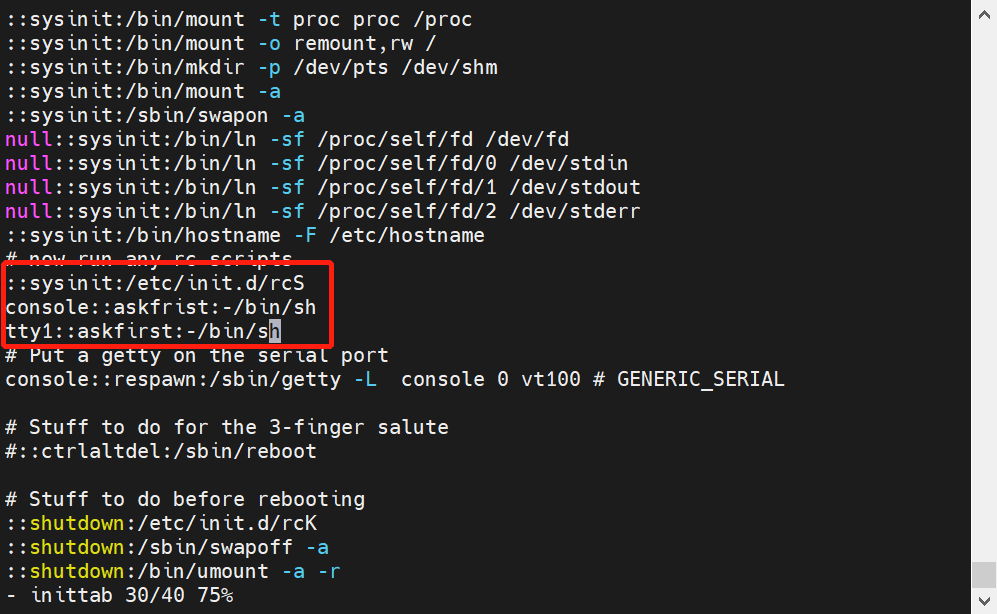 ::sysinit:/bin/mount -t proc proc /proc
::sysinit:/bin/mount -o remount,rw /
::sysinit:/bin/mkdir -p /dev/pts /dev/shm
::sysinit:/bin/mount -a
::sysinit:/sbin/swapon -a
null::sysinit:/bin/ln -sf /proc/self/fd /dev/fd
null::sysinit:/bin/ln -sf /proc/self/fd/0 /dev/stdin
null::sysinit:/bin/ln -sf /proc/self/fd/1 /dev/stdout
null::sysinit:/bin/ln -sf /proc/self/fd/2 /dev/stderr
::sysinit:/bin/hostname -F /etc/hostname
# now run any rc scripts
::sysinit:/etc/init.d/rcS
console::askfrist:-/bin/sh
tty1::askfirst:-/bin/sh
# Put a getty on the serial port
console::respawn:/sbin/getty -L  console 0 vt100 # GENERIC_SERIAL
# Stuff to do for the 3-finger salute
#::ctrlaltdel:/sbin/reboot
# Stuff to do before rebooting
::shutdown:/etc/init.d/rcK
::shutdown:/sbin/swapoff -a
::shutdown:/bin/umount -a -r
- inittab 30/40 75%